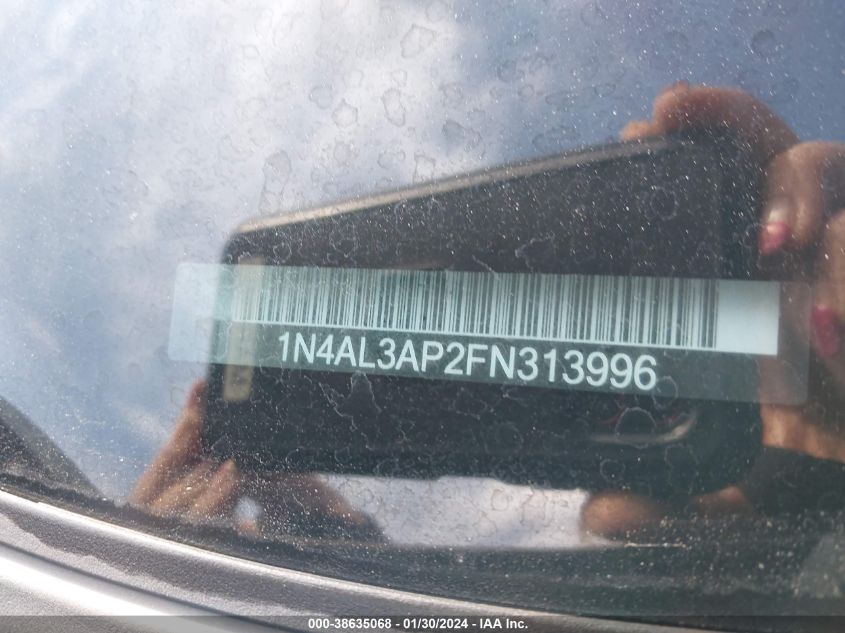 1N4AL3AP2FN313996
000-38635068 - 01/30/2024 - IAA Inc.